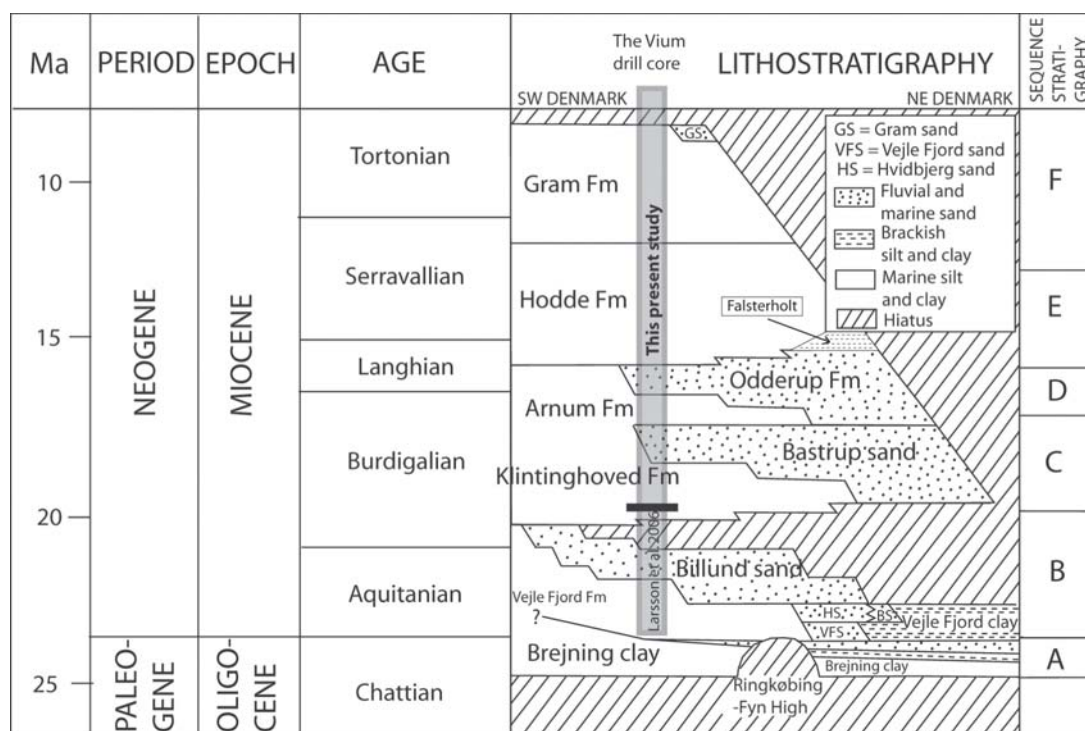 Ma
PERIOD
EPOCH
AGE
The Vium
drill core
LITHOSTRATIGRAPHY
SW DENMARK
NE DENMARK
SEQUENCE
STRATI-
GRAPHY
10
15
20
25
NEOGENE
PALEO-
GENE
MIOCENE
OLIGO-
CENE
Tortonian
Serravallian
Langhian
Burdigalian
Aquitanian
Chattian
GS
GS = Gram sand
VFS = Vejle Fjord sand
HS = Hvidbjerg sand
Fluvial and
marine sand
Brackish
silt and clay
Marine silt
and clay
Hiatus
Gram Fm
This present study
Hodde Fm
Falsterholt
Odderup Fm
Arnum Fm
Bastrup sand
Klintinghoved Fm
Larsson et al. 2006
Billund sand
Vejle Fjord Fm
?
HS
BS
VFS
Vejle Fjord clay
Brejning clay
Brejning clay
Ringkøbing
-Fyn High
F
E
D
C
B
A